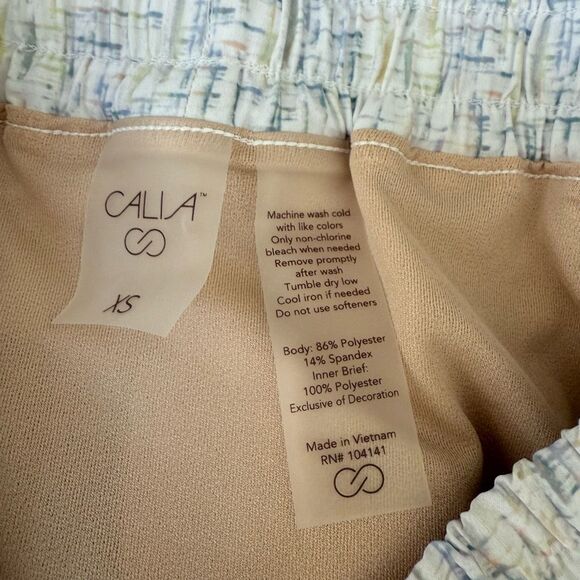 CALIA™
XS
Machine wash cold
with like colors
Only non-chlorine
bleach when needed
Remove promptly
after wash
Tumble dry low
Cool iron if needed
Do not use softeners
Body: 86% Polyester
14% Spandex
Inner Brief:
100% Polyester
Exclusive of Decoration
Made in Vietnam
RN# 104141